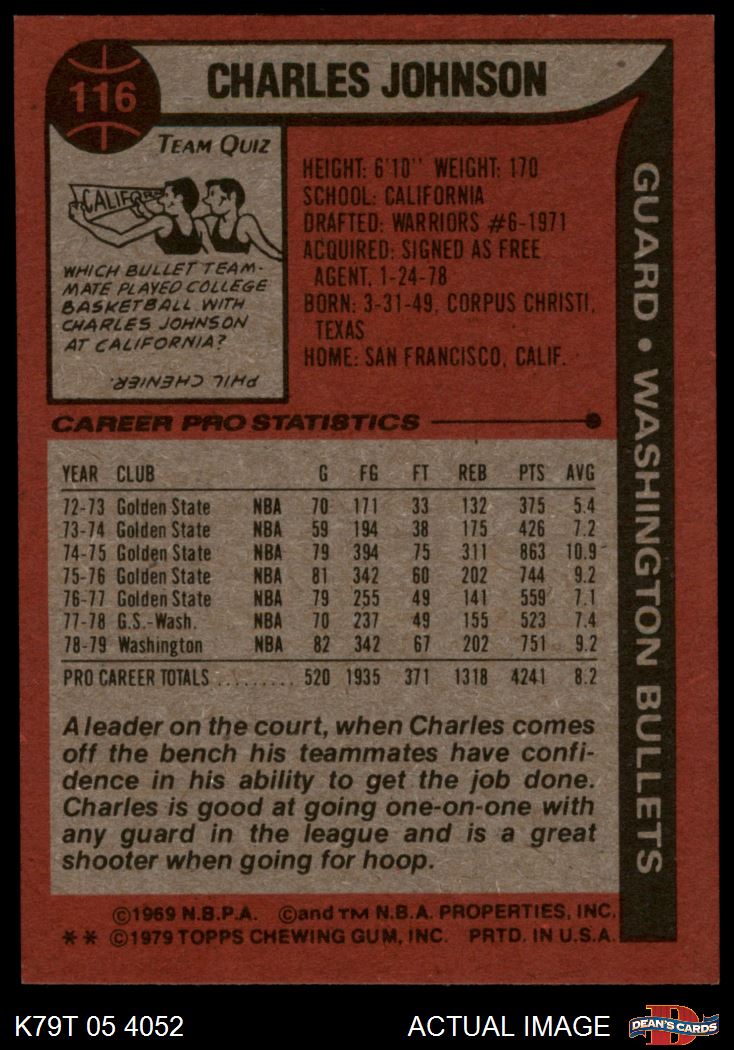 116
CHARLES JOHNSON
TEAM QUIZ
CALIFOR
WHICH BULLET TEAM-
MATE PLAYED COLLEGE
BASKETBALL WITH
CHARLES JOHNSON
AT CALIFORNIA?
PHIL CHENIER.
HEIGHT: 6'10" WEIGHT: 170
SCHOOL: CALIFORNIA
DRAFTED: WARRIORS #6-1971
ACQUIRED: SIGNED AS FREE
AGENT, 1-24-78
BORN: 3-31-49, CORPUS CHRISTI,
TEXAS
HOME: SAN FRANCISCO, CALIF.
GUARD • WASHINGTON BULLETS
CAREER PRO STATISTICS
YEAR CLUB G FG FT REB PTS AVG
72-73 Golden State NBA 70 171 33 132 375 5.4
73-74 Golden State NBA 59 194 38 175 426 7.2
74-75 Golden State NBA 79 394 75 311 863 10.9
75-76 Golden State NBA 81 342 60 202 744 9.2
76-77 Golden State NBA 79 255 49 141 559 7.1
77-78 G.S.-Wash. NBA 70 237 49 155 523 7.4
78-79 Washington NBA 82 342 67 202 751 9.2
PRO CAREER TOTALS .......... 520 1935 371 1318 4241 8.2
A leader on the court, when Charles comes
off the bench his teammates have confi-
dence in his ability to get the job done.
Charles is good at going one-on-one with
any guard in the league and is a great
shooter when going for hoop.
©1969 N.B.P.A. ©and TM N.B.A. PROPERTIES, INC.
** ©1979 TOPPS CHEWING GUM, INC. PRTD. IN U.S.A.
K79T 05 4052 ACTUAL IMAGE
DEAN'S CARDS